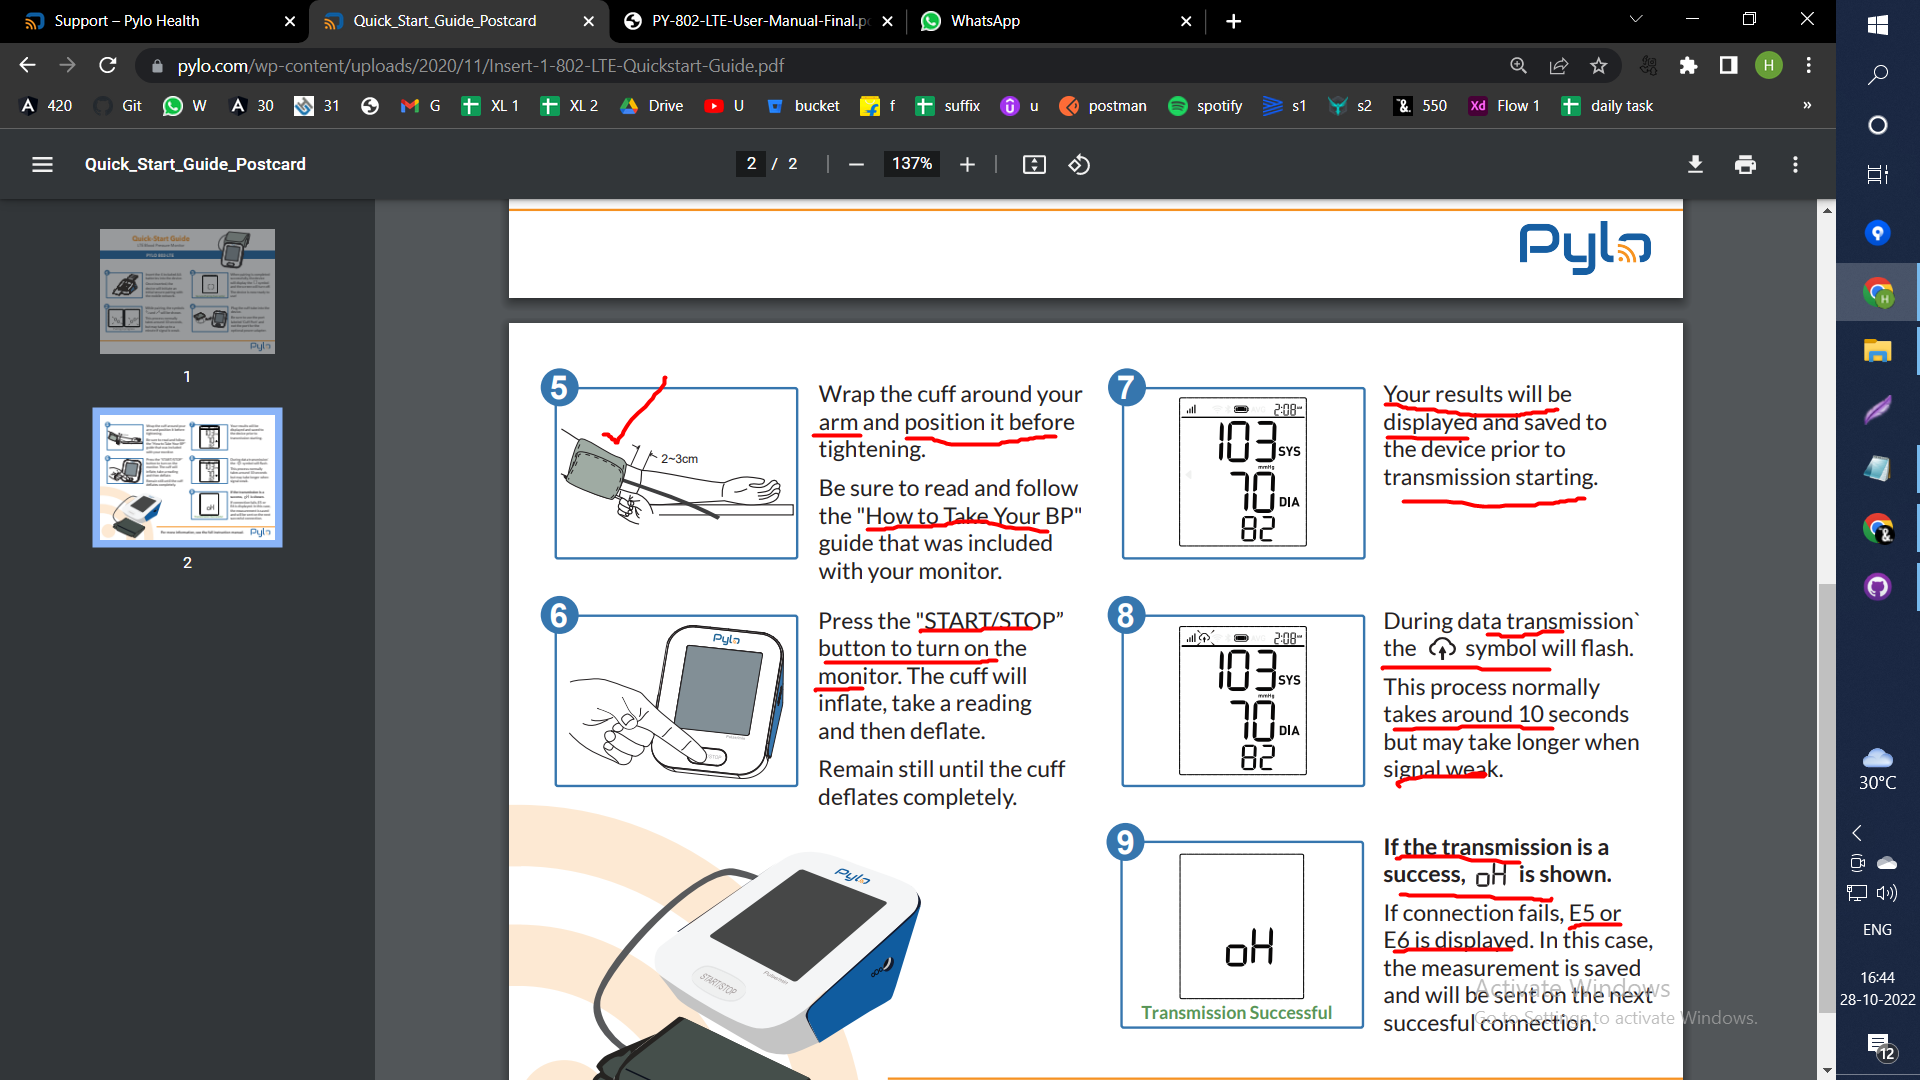 Support – Pylo Health
Quick_Start_Guide_Postcard
PY-802-LTE-User-Manual-Final.p
WhatsApp
pylo.com/wp-content/uploads/2020/11/Insert-1-802-LTE-Quickstart-Guide.pdf
H
420
Git
W
30
31
G
XL 1
XL 2
Drive
U
bucket
f
suffix
u
postman
spotify
s1
s2
550
Flow 1
daily task
Quick_Start_Guide_Postcard
2 / 2
137%
Pylo
1
2
5
2~3cm
Wrap the cuff around your
arm and position it before
tightening.
Be sure to read and follow
the "How to Take Your BP"
guide that was included
with your monitor.
6
Pylo
Press the "START/STOP”
button to turn on the
monitor. The cuff will
inflate, take a reading
and then deflate.
Remain still until the cuff
deflates completely.
Pylo
START/STOP
7
2:08
103 SYS
mmHg
70 DIA
82
Your results will be
displayed and saved to
the device prior to
transmission starting.
8
2:08
103 SYS
mmHg
70 DIA
82
During data transmission`
the symbol will flash.
This process normally
takes around 10 seconds
but may take longer when
signal weak.
9
oH
Transmission Successful
If the transmission is a
success, oH is shown.
If connection fails, E5 or
E6 is displayed. In this case,
the measurement is saved
and will be sent on the next
succesful connection.
Activate Windows
Go to Settings to activate Windows.
30°C
ENG
16:44
28-10-2022
12